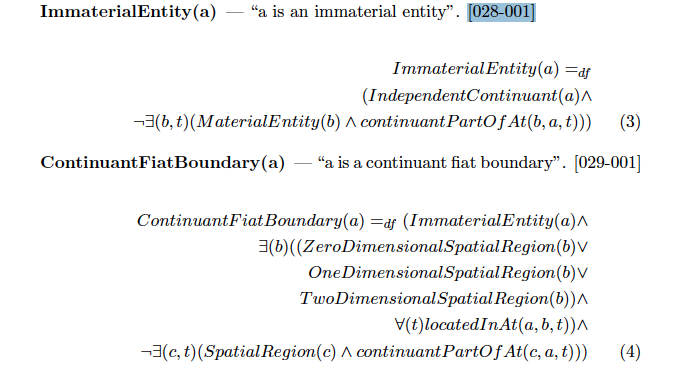 ImmaterialEntity(a) — “a is an immaterial entity”. [028-001]
ImmaterialEntity(a) =df
(IndependentContinuant(a)∧
¬∃(b,t)(MaterialEntity(b) ∧ continuantPartOfAt(b,a,t))) (3)
ContinuantFiatBoundary(a) — “a is a continuant fiat boundary”. [029-001]
ContinuantFiatBoundary(a) =df (ImmaterialEntity(a)∧
∃(b)((ZeroDimensionalSpatialRegion(b)∨
OneDimensionalSpatialRegion(b)∨
TwoDimensionalSpatialRegion(b))∧
∀(t)locatedInAt(a,b,t))∧
¬∃(c,t)(SpatialRegion(c) ∧ continuantPartOfAt(c,a,t))) (4)